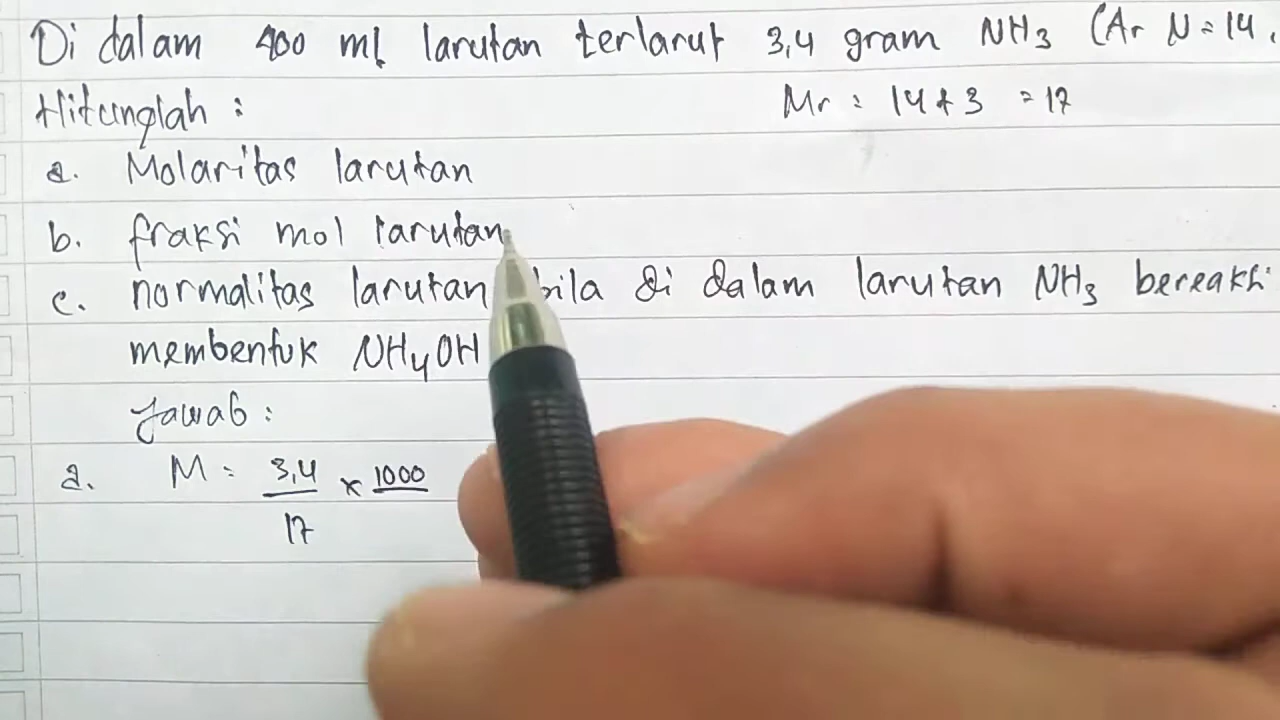 Di dalam 400 ml larutan terlarut 3,4 gram NH3 (Ar N = 14,
Hitunglah :
Mr = 14 + 3 = 17
a. Molaritas larutan
b. fraksi mol larutan
c. normalitas larutan bila di dalam larutan NH3 bereaksi
membentuk NH4OH
Jawab :
a. M = 3,4 × 1000
17